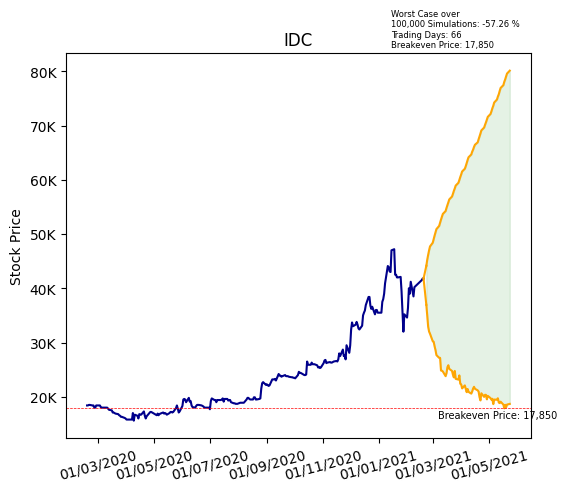 Worst Case over
100,000 Simulations: -57.26 %
Trading Days: 66
Breakeven Price: 17,850
IDC
80K
70K
60K
50K
40K
30K
20K
Stock Price
Breakeven Price: 17,850
01/03/2020 01/05/2020 01/07/2020 01/09/2020 01/11/2020 01/01/2021 01/03/2021 01/05/2021